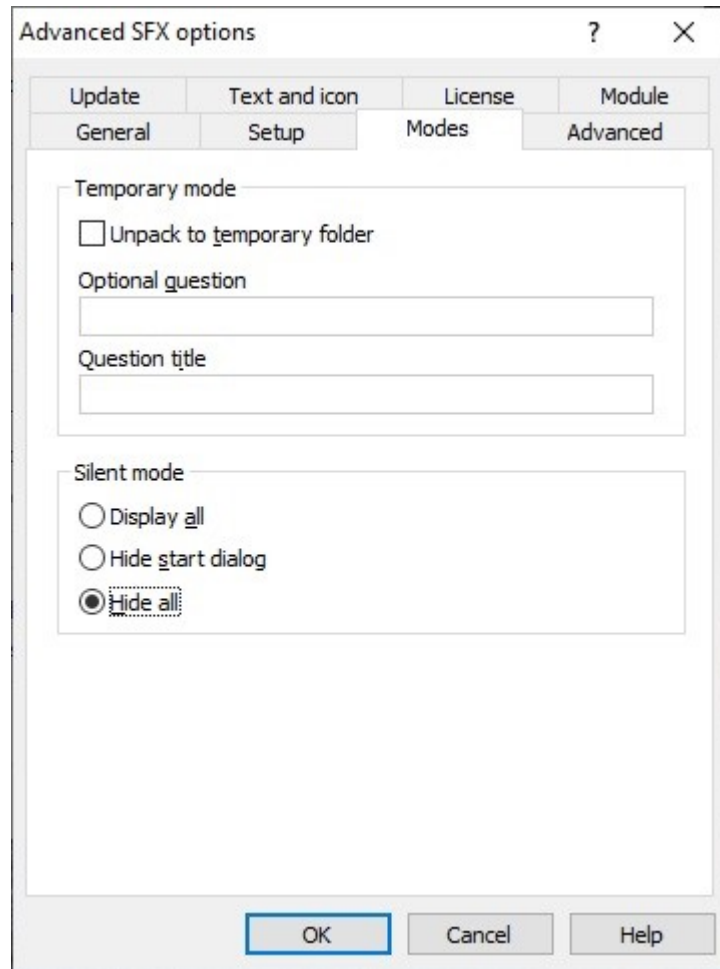 Advanced SFX options ?
Update Text and icon License Module
General Setup Modes Advanced
Temporary mode
Unpack to temporary folder
Optional question
Question title
Silent mode
Display all
Hide start dialog
Hide all
OK Cancel Help